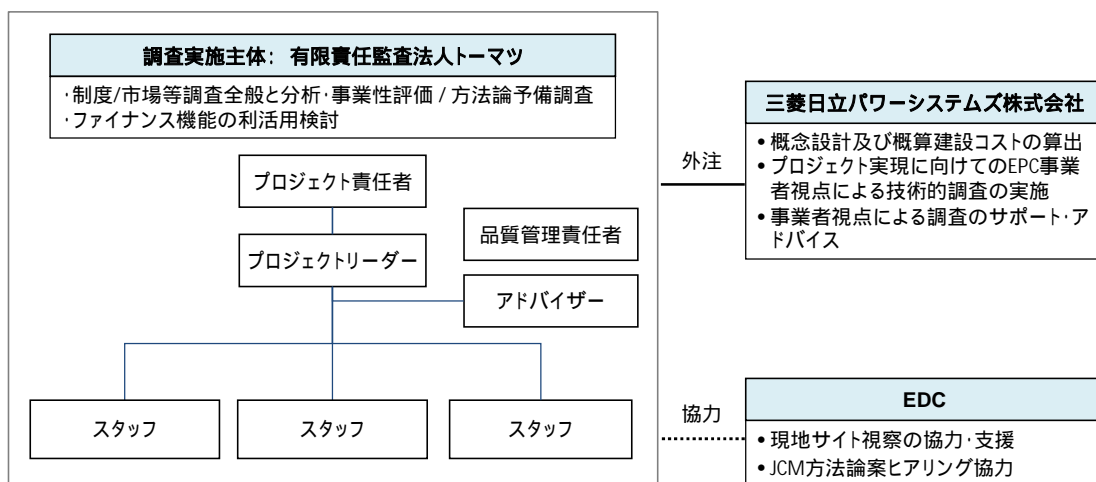 調査実施主体: 有限責任監査法人トーマツ
・制度/市場等調査全般と分析・事業性評価 / 方法論予備調査
・ファイナンス機能の利活用検討
プロジェクト責任者
品質管理責任者
プロジェクトリーダー
アドバイザー
スタッフ
スタッフ
スタッフ
外注
三菱日立パワーシステムズ株式会社
• 概念設計及び概算建設コストの算出
• プロジェクト実現に向けてのEPC事業
者視点による技術的調査の実施
• 事業者視点による調査のサポート・ア
ドバイス
協力
EDC
• 現地サイト視察の協力・支援
• JCM方法論案ヒアリング協力